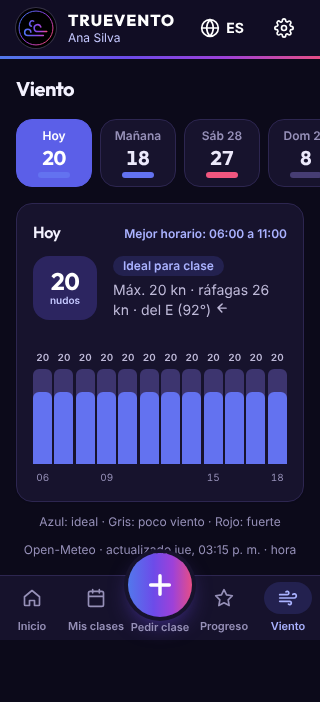 TRUEVENTO
Ana Silva
ES
Viento
Hoy
20
Mañana
18
Sáb 28
27
Dom 2
8
Hoy
Mejor horario: 06:00 a 11:00
20
nudos
Ideal para clase
Máx. 20 kn · ráfagas 26
kn · del E (92°) ←
20 20 20 20 20 20 20 20 20 20 20 20
06 09 15 18
Azul: ideal · Gris: poco viento · Rojo: fuerte
Open-Meteo · actualizado jue, 03:15 p. m. · hora
Inicio
Mis clases
Pedir clase
Progreso
Viento